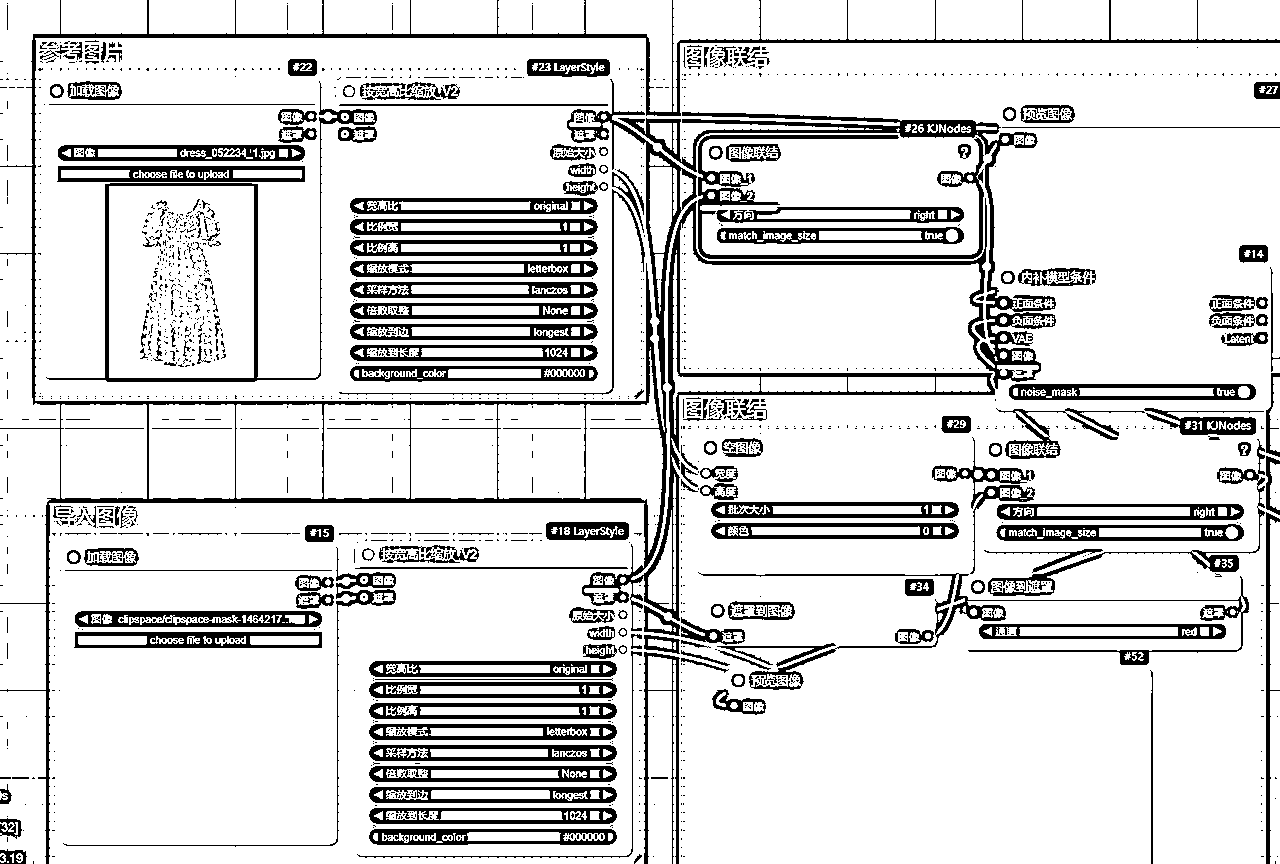 参考图片
#22
加载图像
图像
遮罩
图像 dress_052234_1.jpg
choose file to upload
#23 LayerStyle
按宽高比缩放_V2
图像 图像
遮罩 遮罩
原始大小
width
height
宽高比 original
比例宽 1
比例高 1
缩放模式 letterbox
采样方法 lanczos
倍数取整 None
缩放到边 longest
缩放到长度 1024
background_color #000000
图像联结
#26 KJNodes
图像联结 ?
图像_1 图像
图像_2
方向 right
match_image_size true
#27
预览图像
图像
#14
内补模型条件
正面条件 正面条件
负面条件 负面条件
VAE Latent
图像
noise_mask true
导入图像
#15
加载图像
图像
遮罩
图像 clipspace/clipspace-mask-1464217...
choose file to upload
#18 LayerStyle
按宽高比缩放_V2
图像 图像
遮罩 遮罩
原始大小
width
height
宽高比 original
比例宽 1
比例高 1
缩放模式 letterbox
采样方法 lanczos
倍数取整 None
缩放到边 longest
缩放到长度 1024
background_color #000000
图像联结
#29
空图像
宽度 图像
高度
批次大小 1
颜色 0
#31 KJNodes
图像联结 ?
图像_1 图像
图像_2
方向 right
match_image_size true
#34
遮罩到图像
遮罩 图像
#35
图像到遮罩
图像 遮罩
通道 red
#52
预览图像
图像
32]
3.19